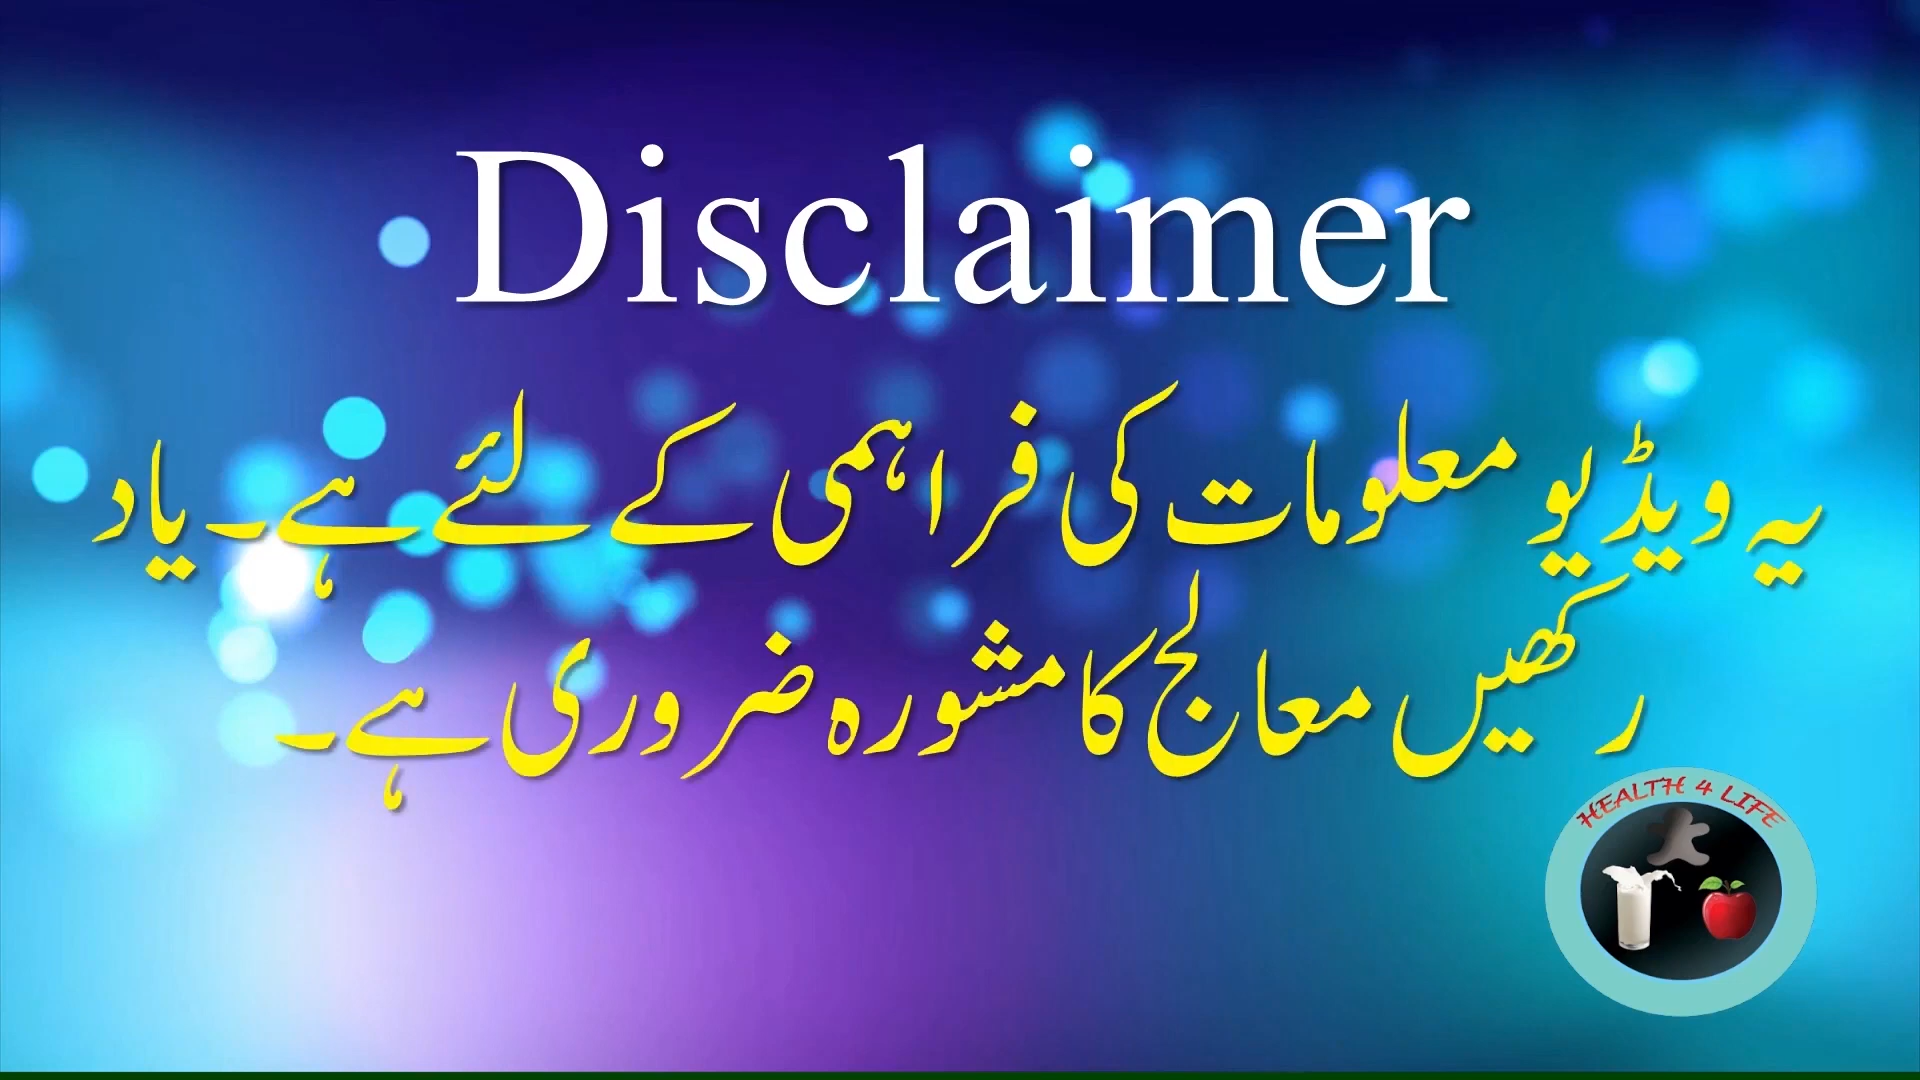 Disclaimer
یہ ویڈیو معلومات کی فراہمی کے لئے ہے۔ یاد
رکھیں معالج کا مشورہ ضروری ہے۔
HEALTH 4 LIFE